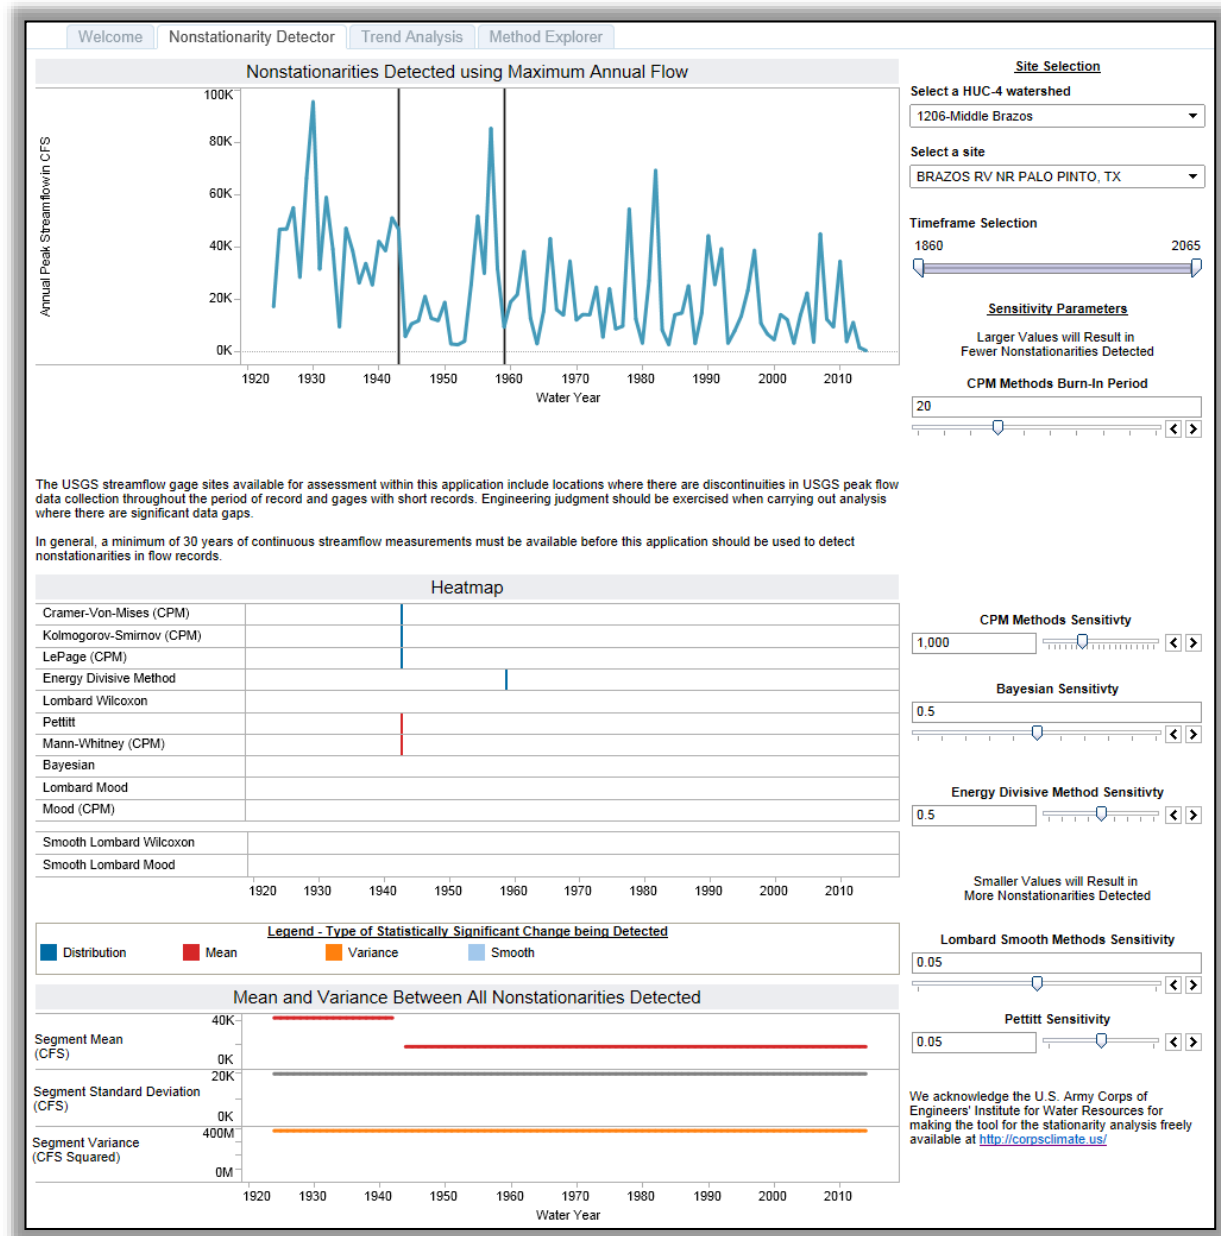 Welcome
Nonstationarity Detector
Trend Analysis
Method Explorer
Nonstationarities Detected using Maximum Annual Flow
Annual Peak Streamflow in CFS
100K
80K
60K
40K
20K
0K
1920 1930 1940 1950 1960 1970 1980 1990 2000 2010
Water Year
Site Selection
Select a HUC-4 watershed
1206-Middle Brazos
Select a site
BRAZOS RV NR PALO PINTO, TX
Timeframe Selection
1860 2065
Sensitivity Parameters
Larger Values will Result in
Fewer Nonstationarities Detected
CPM Methods Burn-In Period
20
The USGS streamflow gage sites available for assessment within this application include locations where there are discontinuities in USGS peak flow
data collection throughout the period of record and gages with short records. Engineering judgment should be exercised when carrying out analysis
where there are significant data gaps.
In general, a minimum of 30 years of continuous streamflow measurements must be available before this application should be used to detect
nonstationarities in flow records.
Heatmap
Cramer-Von-Mises (CPM)
Kolmogorov-Smirnov (CPM)
LePage (CPM)
Energy Divisive Method
Lombard Wilcoxon
Pettitt
Mann-Whitney (CPM)
Bayesian
Lombard Mood
Mood (CPM)
Smooth Lombard Wilcoxon
Smooth Lombard Mood
1920 1930 1940 1950 1960 1970 1980 1990 2000 2010
CPM Methods Sensitivty
1,000
Bayesian Sensitivty
0.5
Energy Divisive Method Sensitivty
0.5
Smaller Values will Result in
More Nonstationarities Detected
Lombard Smooth Methods Sensitivity
0.05
Pettitt Sensitivity
0.05
Legend - Type of Statistically Significant Change being Detected
Distribution
Mean
Variance
Smooth
Mean and Variance Between All Nonstationarities Detected
Segment Mean
(CFS)
40K
0K
Segment Standard Deviation
(CFS)
20K
0K
Segment Variance
(CFS Squared)
400M
0M
1920 1930 1940 1950 1960 1970 1980 1990 2000 2010
Water Year
We acknowledge the U.S. Army Corps of
Engineers' Institute for Water Resources for
making the tool for the stationarity analysis freely
available at http://corpsclimate.us/